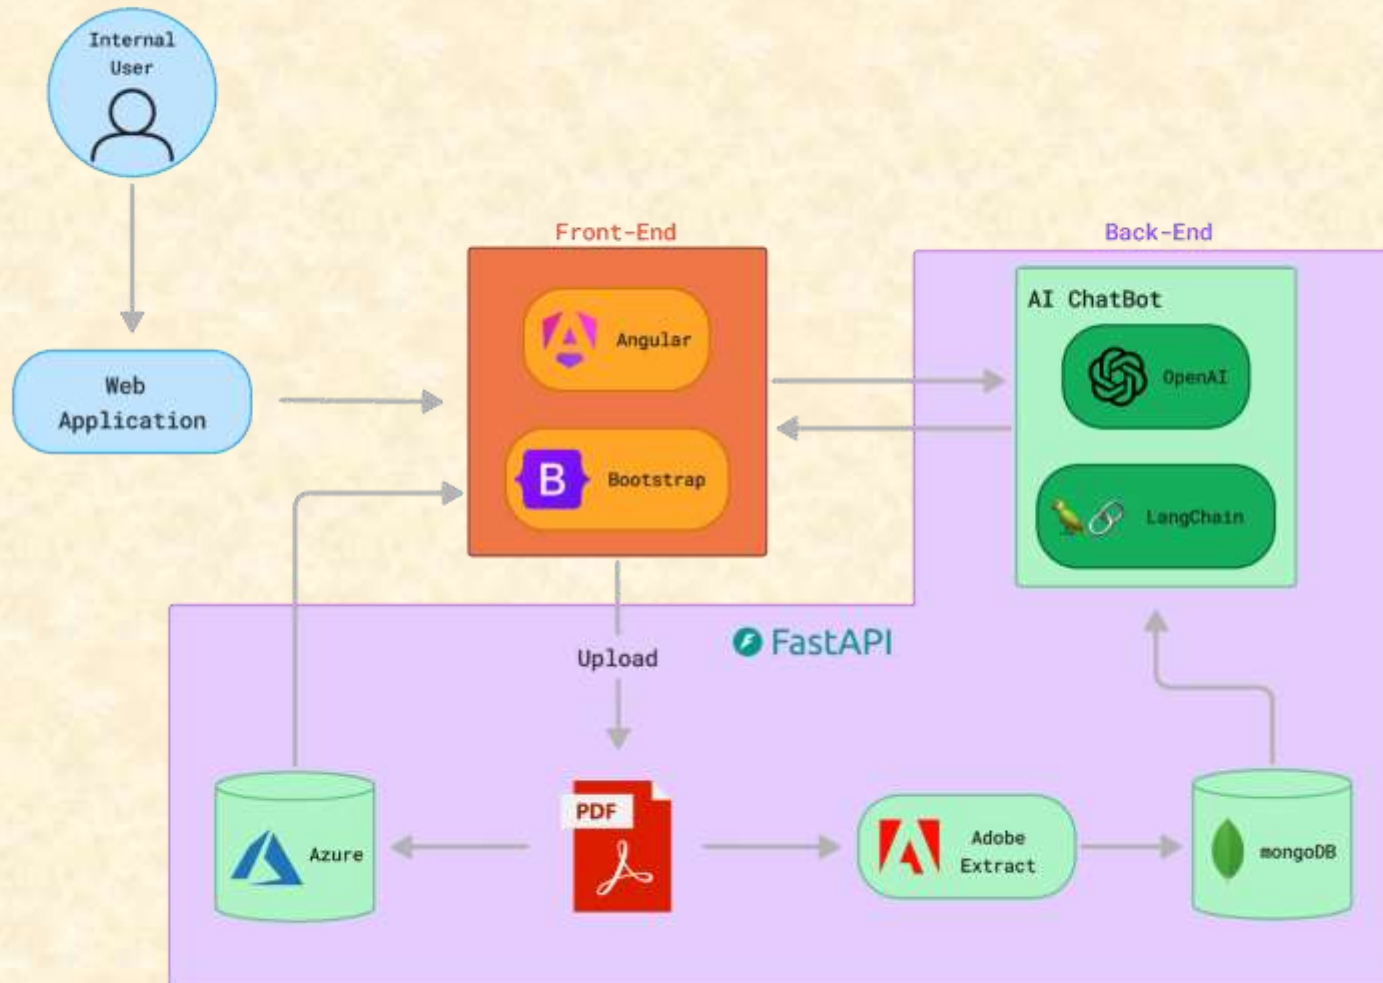 Internal
User
Web
Application
Front-End
Angular
B
Bootstrap
Back-End
AI ChatBot
OpenAI
LangChain
FastAPI
Upload
Azure
PDF
Adobe
Extract
mongoDB